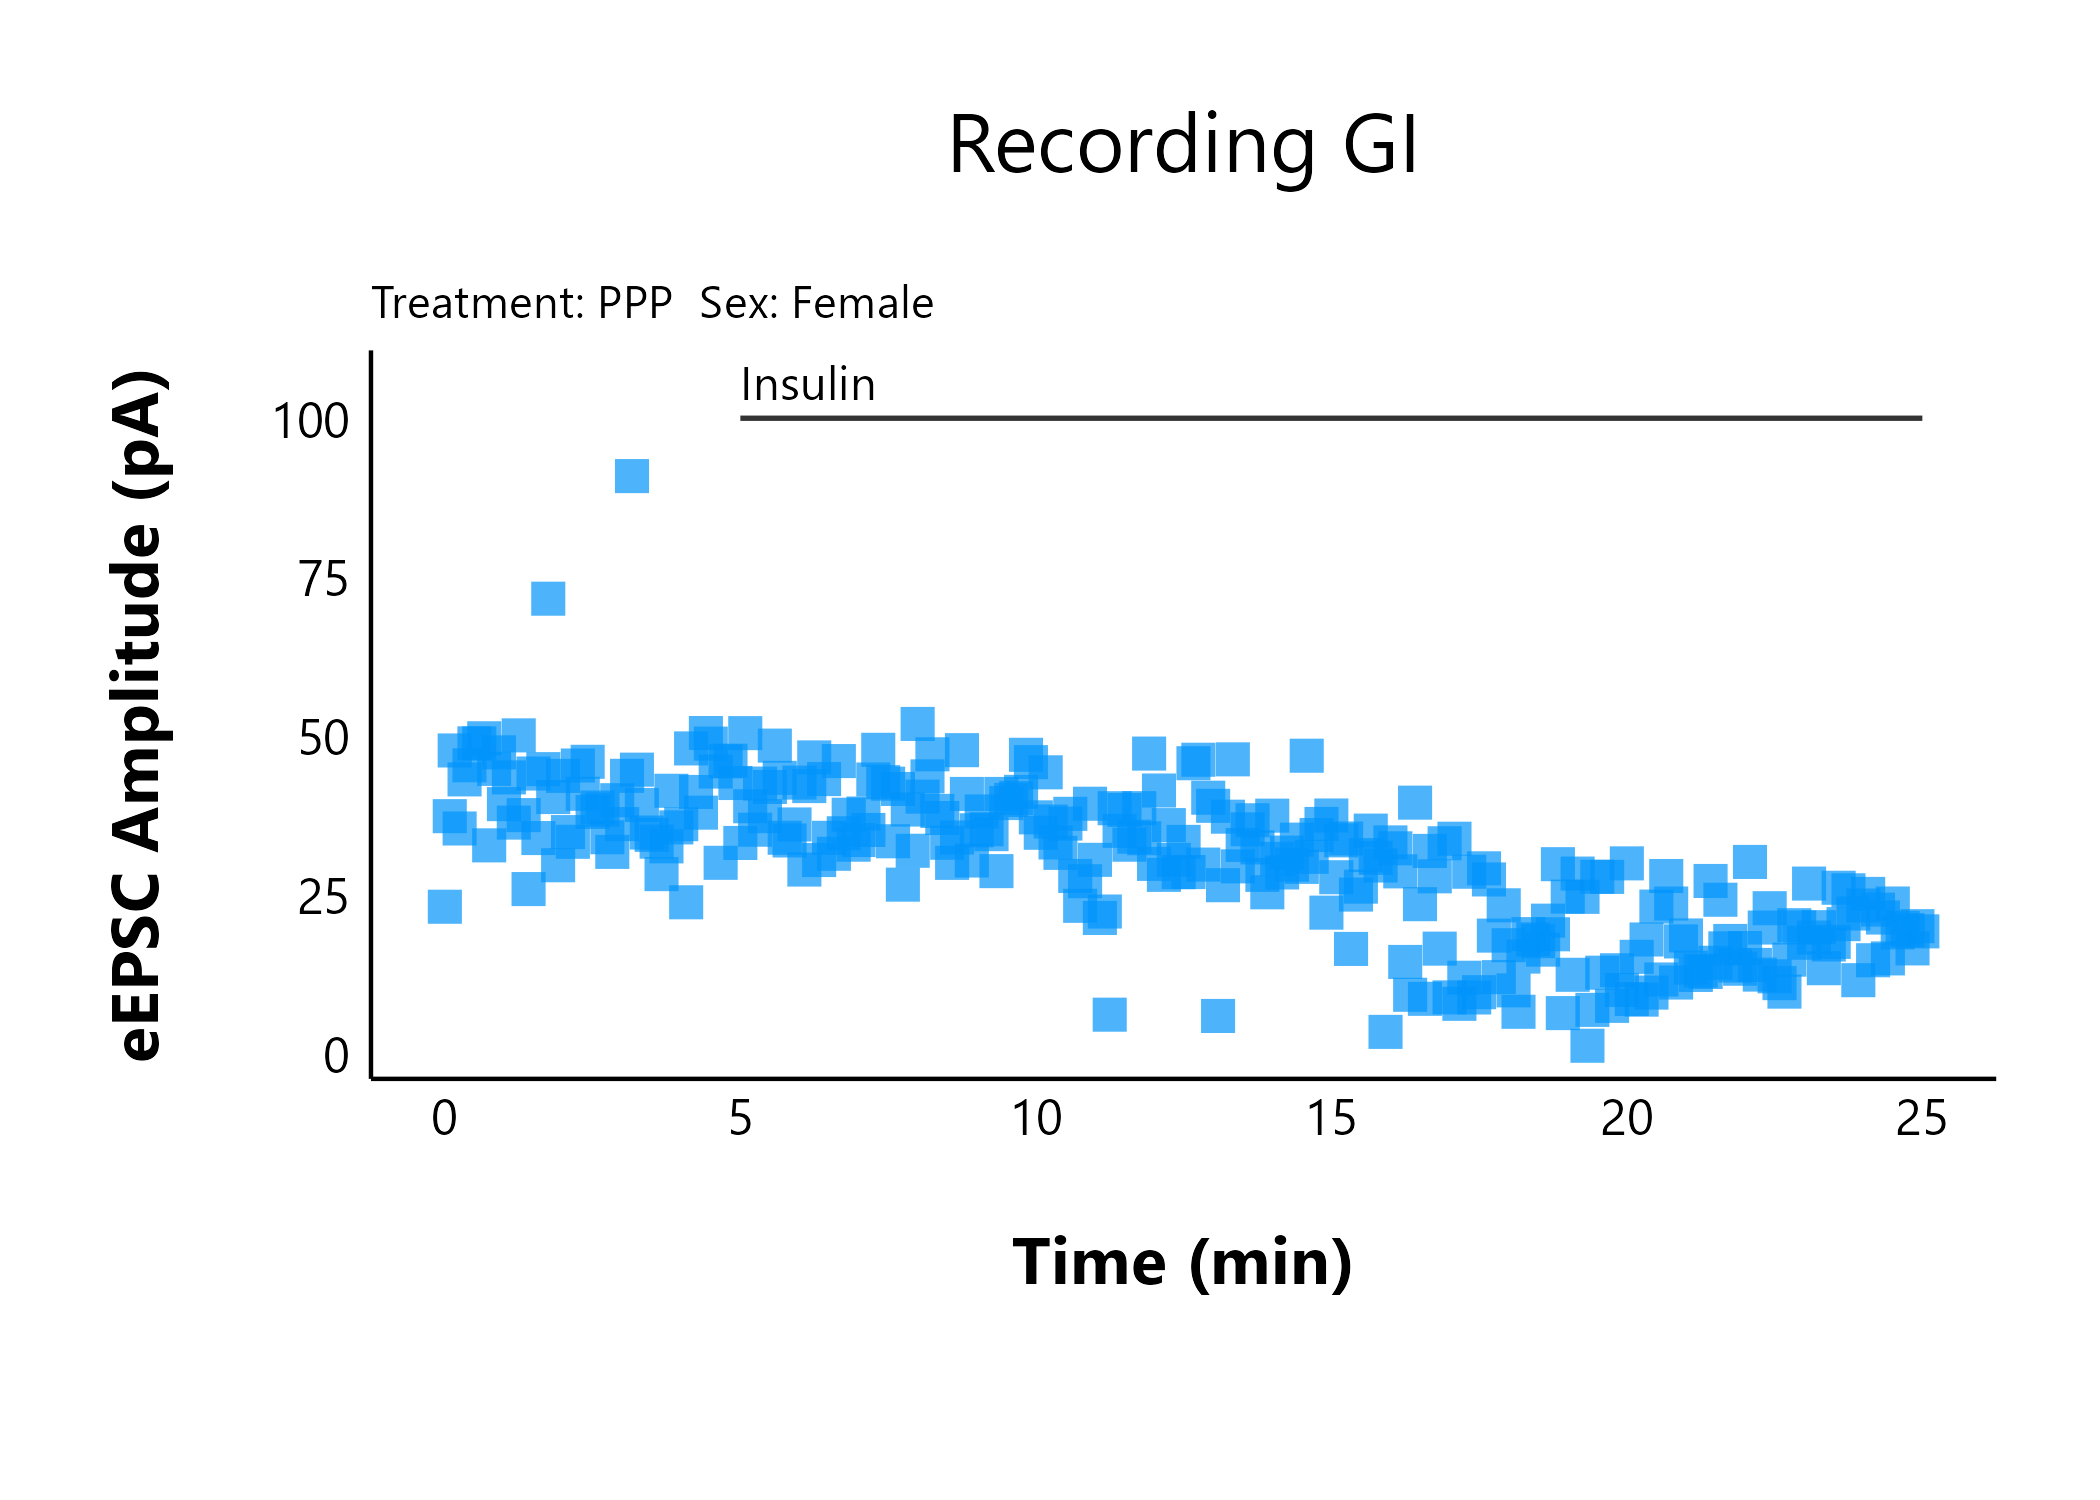 Recording GI
Treatment: PPP  Sex: Female
Insulin
eEPSC Amplitude (pA)
100
75
50
25
0
0 5 10 15 20 25
Time (min)